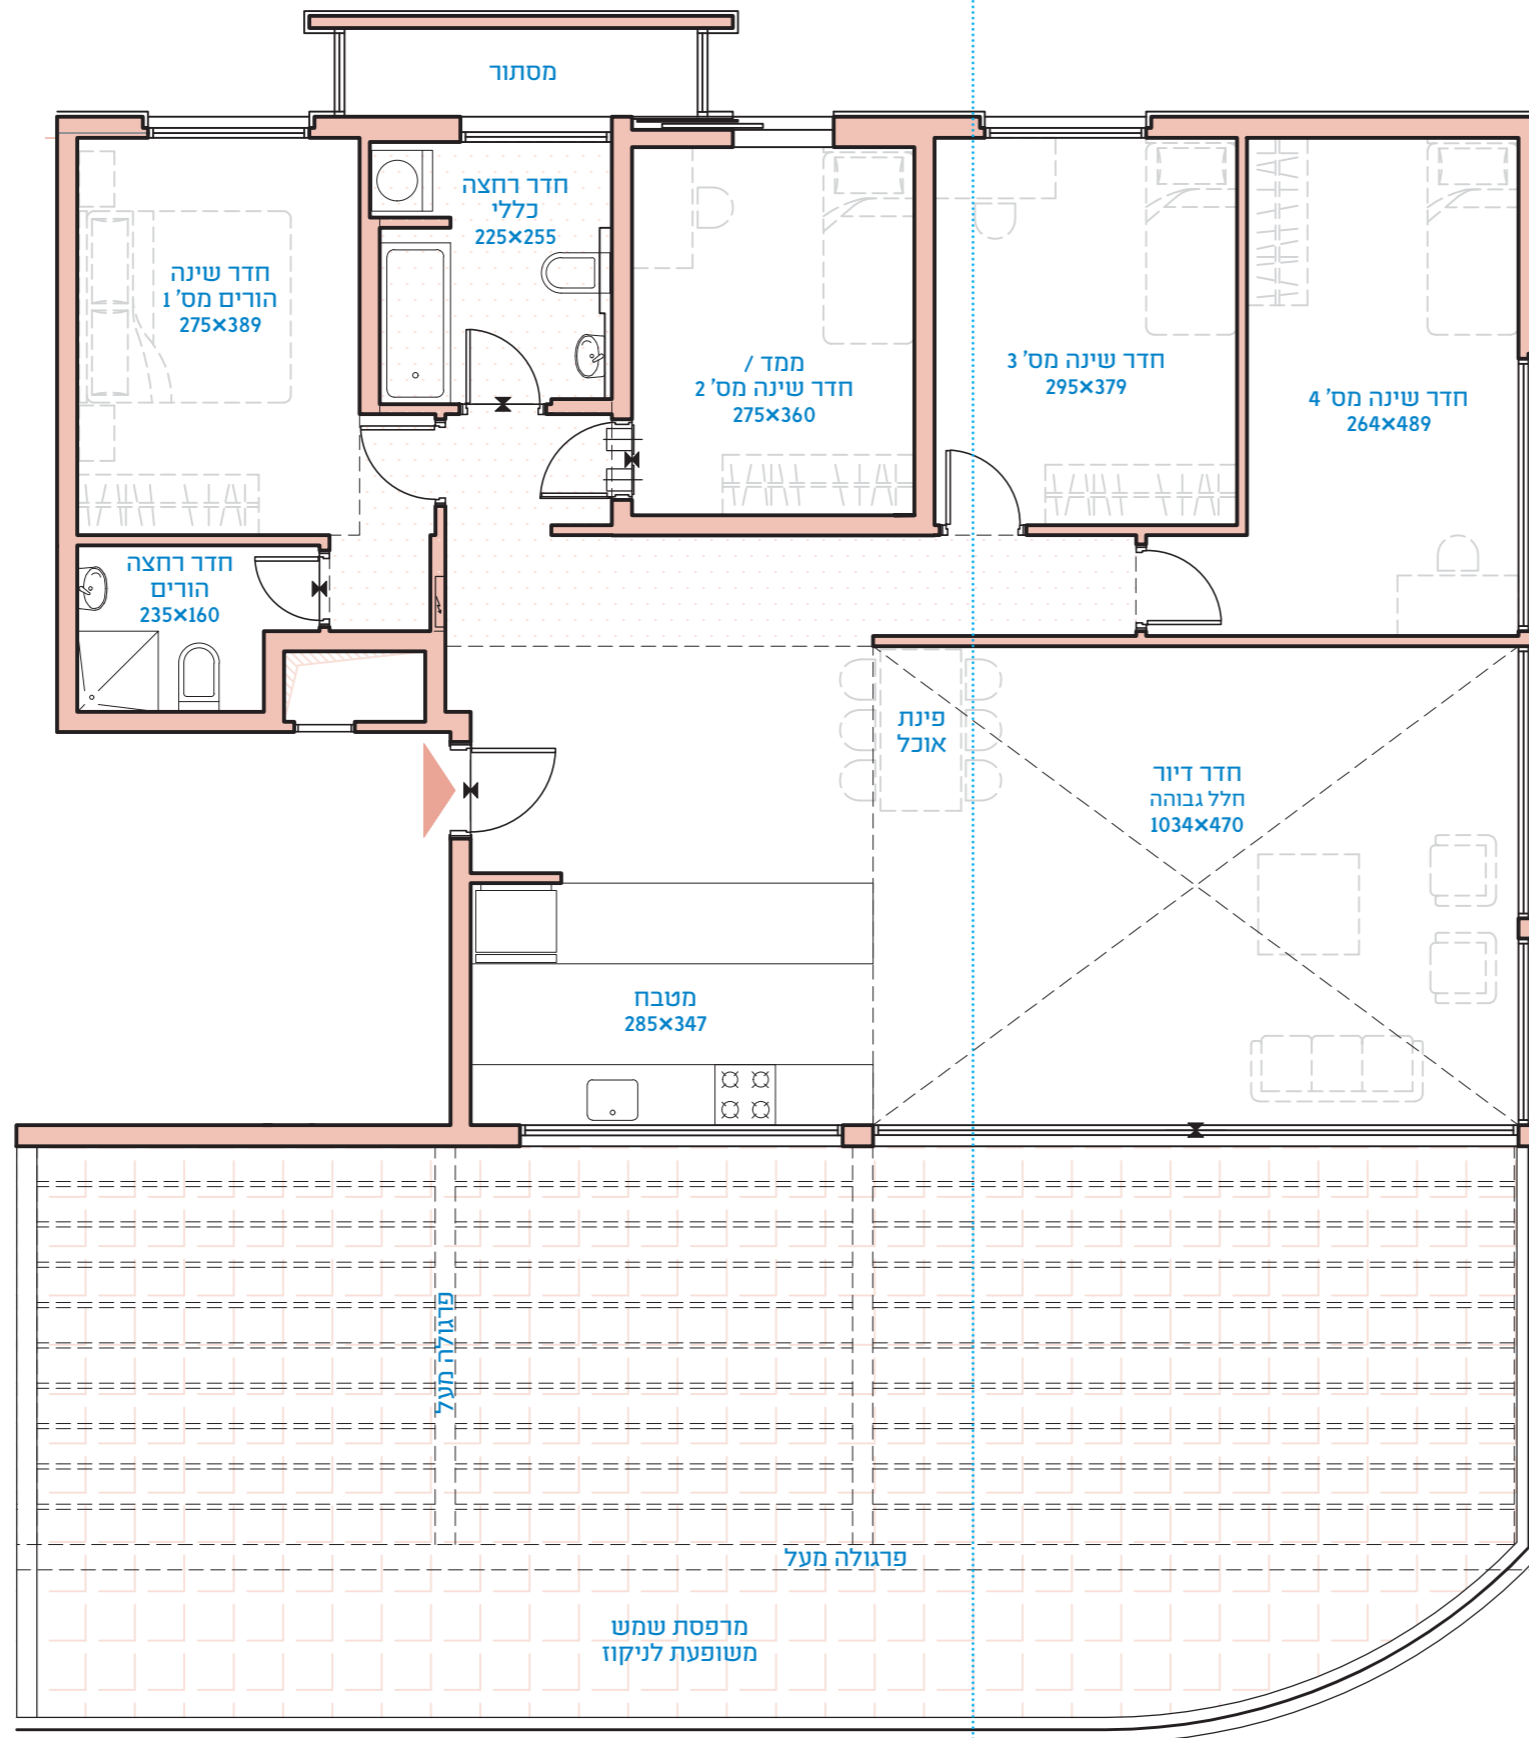 מסתור
חדר רחצה
כללי
225×255
חדר שינה
הורים מס' 1
275×389
ממד /
חדר שינה מס' 2
275×360
חדר שינה מס' 3
295×379
חדר שינה מס' 4
264×489
חדר רחצה
הורים
235×160
פינת
אוכל
חדר דיור
חלל גבוהה
1034×470
מטבח
285×347
פרגולה מעל
פרגולה מעל
מרפסת שמש
משופעת לניקוז